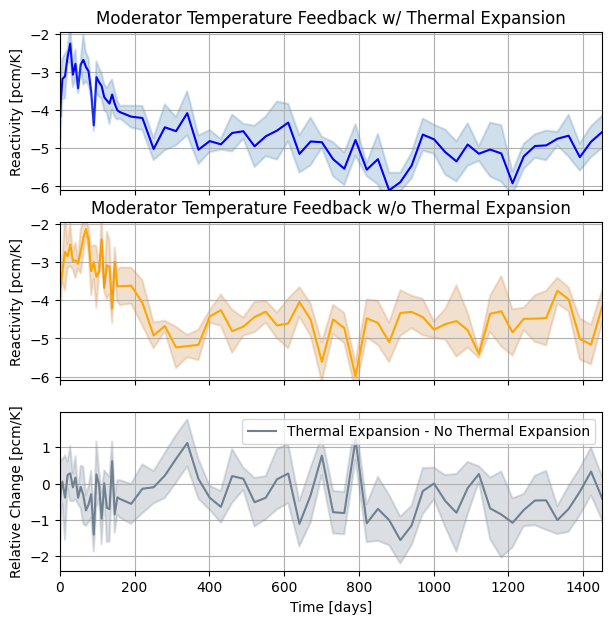 Moderator Temperature Feedback w/ Thermal Expansion
−2
−3
−4
−5
−6
Reactivity [pcm/K]
Moderator Temperature Feedback w/o Thermal Expansion
−2
−3
−4
−5
−6
Reactivity [pcm/K]
Thermal Expansion - No Thermal Expansion
1
0
−1
−2
Relative Change [pcm/K]
0 200 400 600 800 1000 1200 1400
Time [days]